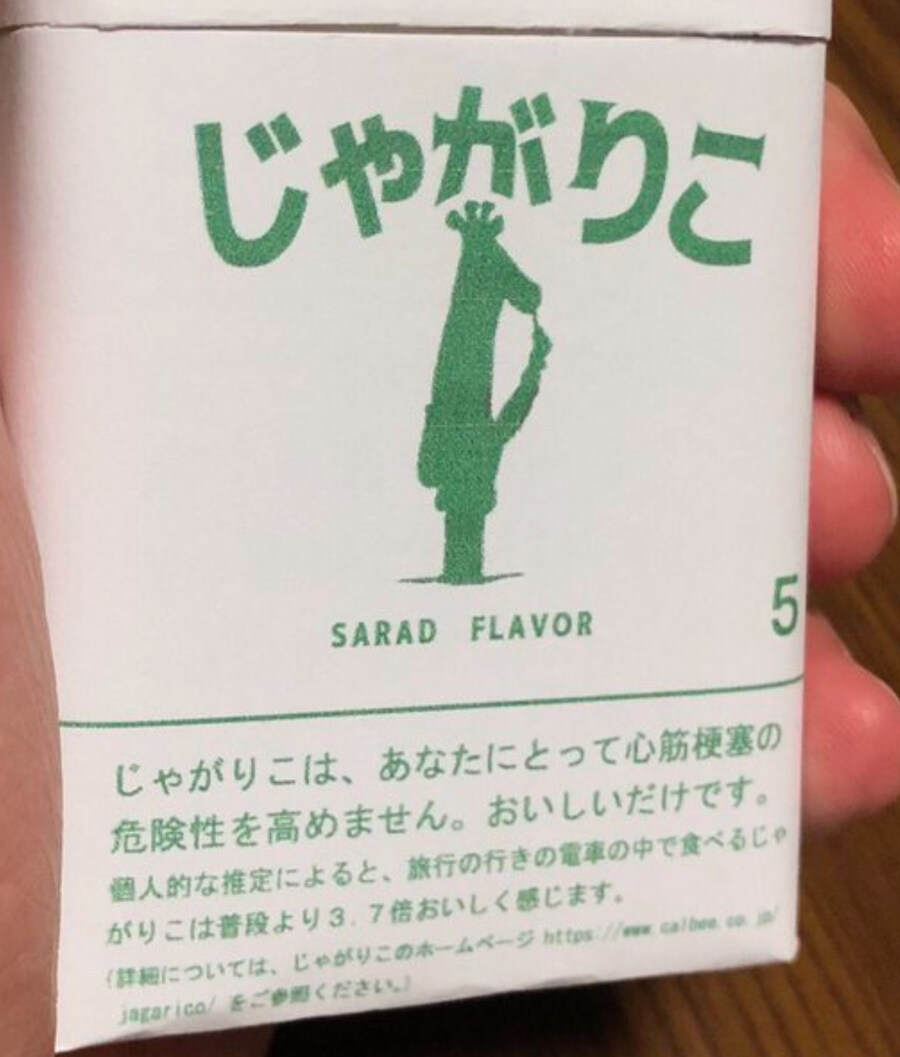 じゃがりこ
SARAD FLAVOR
5
じゃがりこは、あなたにとって心筋梗塞の
危険性を高めません。おいしいだけです。
個人的な推定によると、旅行の行きの電車の中で食べるじゃ
がりこは普段より3.7倍おいしく感じます。
(詳細については、じゃがりこのホームページ https://www.calbee.co.jp/
jagarico/ をご参照ください。)